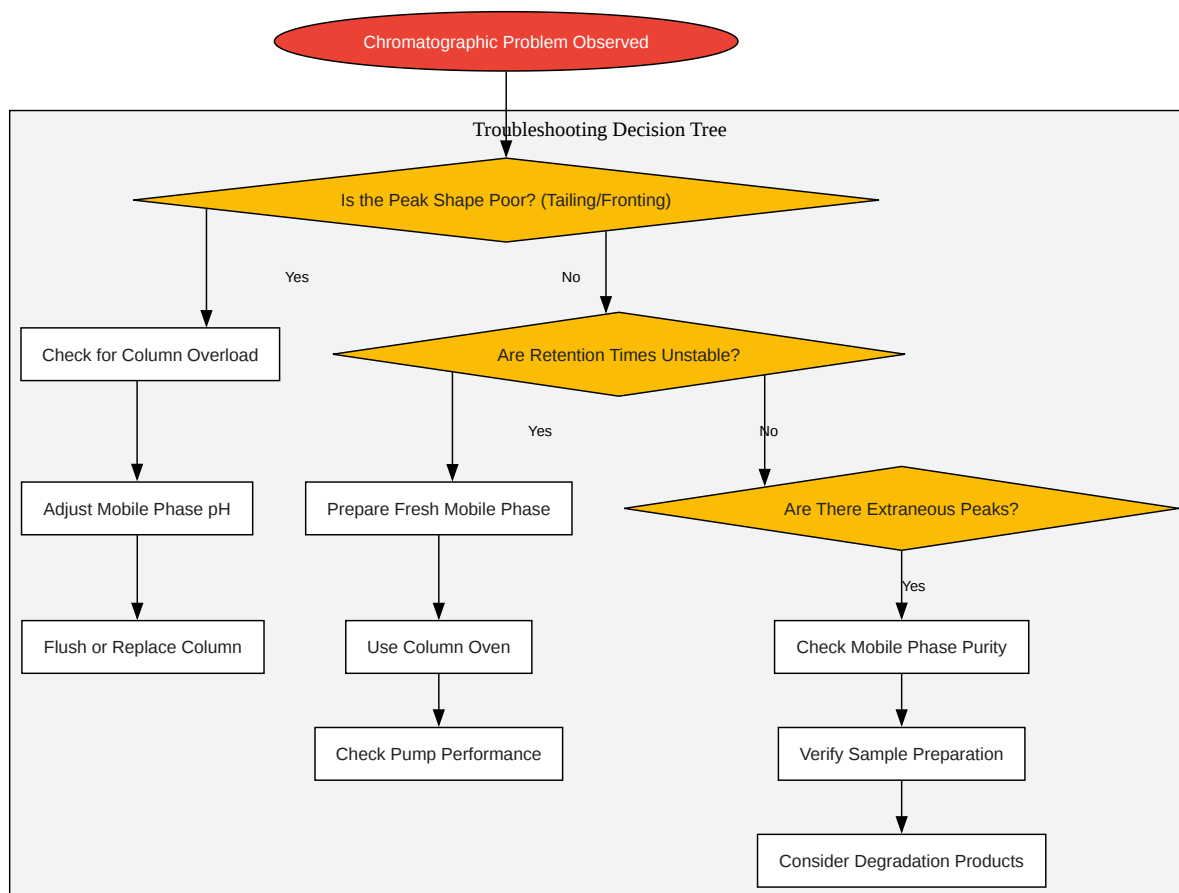 Chromatographic Problem Observed
Troubleshooting Decision Tree
Is the Peak Shape Poor? (Tailing/Fronting)
Yes
No
Check for Column Overload
Are Retention Times Unstable?
Yes
No
Adjust Mobile Phase pH
Prepare Fresh Mobile Phase
Are There Extraneous Peaks?
Yes
Flush or Replace Column
Use Column Oven
Check Mobile Phase Purity
Check Pump Performance
Verify Sample Preparation
Consider Degradation Products